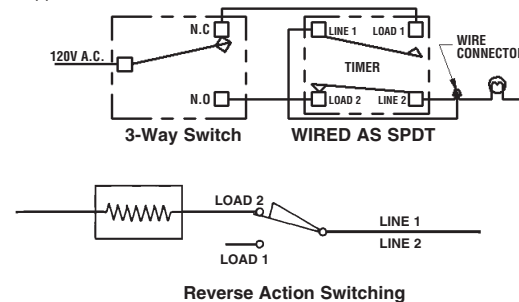 N.C
LINE 1 LOAD 1
WIRE
120V A.C.
TIMER
N.O
LOAD 2 LINE 2
3-Way Switch WIRED AS SPDT
LOAD 2
LINE 1
LINE 2
LOAD 1
Reverse Action Switching